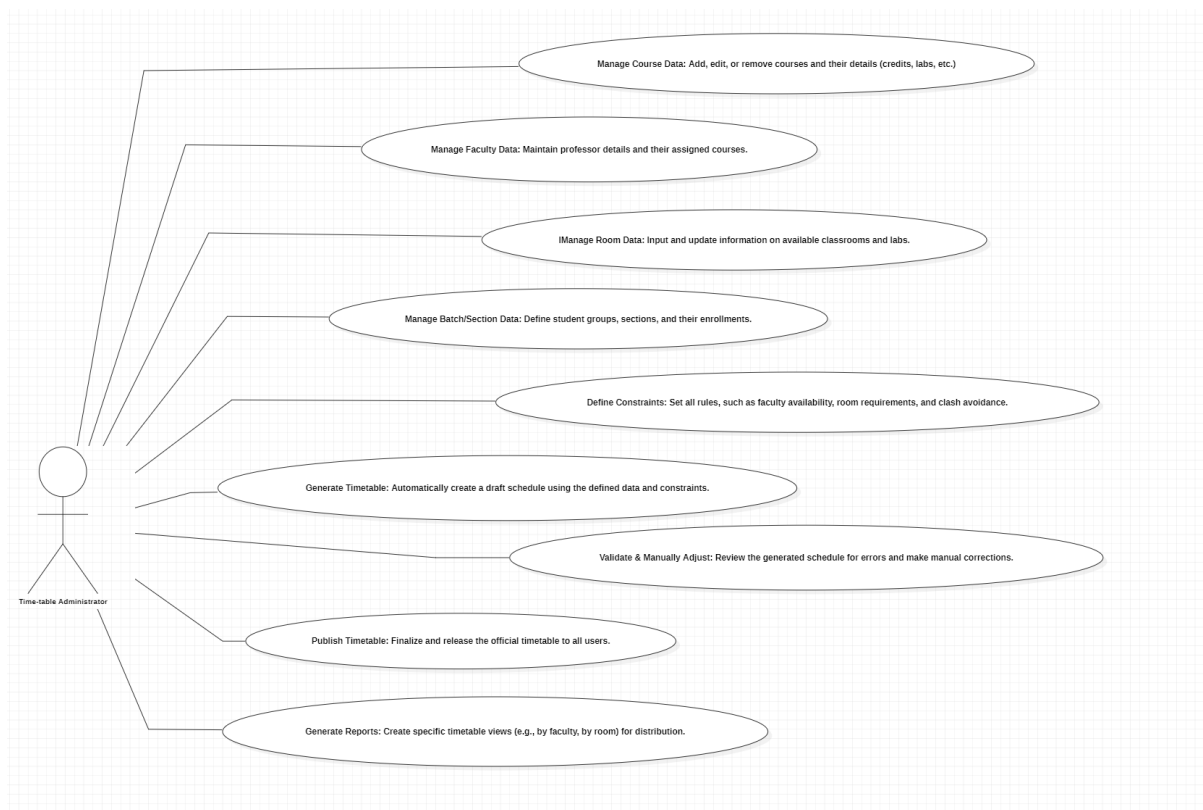 Manage Course Data: Add, edit, or remove courses and their details (credits, labs, etc.)
Manage Faculty Data: Maintain professor details and their assigned courses.
IManage Room Data: Input and update information on available classrooms and labs.
Manage Batch/Section Data: Define student groups, sections, and their enrollments.
Define Constraints: Set all rules, such as faculty availability, room requirements, and clash avoidance.
Generate Timetable: Automatically create a draft schedule using the defined data and constraints.
Validate & Manually Adjust: Review the generated schedule for errors and make manual corrections.
Time-table Administrator
Publish Timetable: Finalize and release the official timetable to all users.
Generate Reports: Create specific timetable views (e.g., by faculty, by room) for distribution.